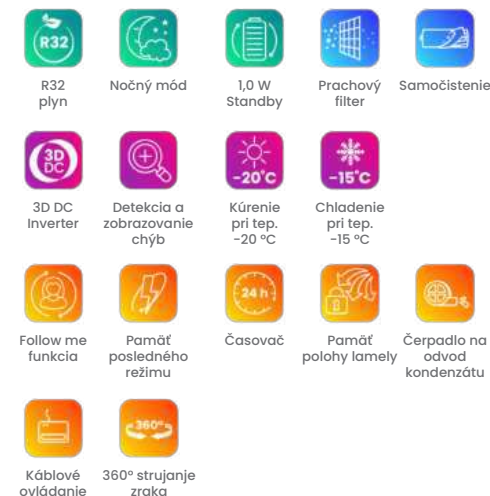 R32
R32
plyn
Nočný mód
1,0 W
Standby
Prachový
filter
Samočistenie
3D
DC
3D DC
Inverter
Detekcia a
zobrazovanie
chýb
-20°C
Kúrenie
pri tep.
-20 °C
-15°C
Chladenie
pri tep.
-15 °C
Follow me
funkcia
Pamäť
posledného
režimu
24 h
Časovač
Pamäť
polohy lamely
Čerpadlo na
odvod
kondenzátu
Káblové
ovládanie
360°
360° strujanje
zraka